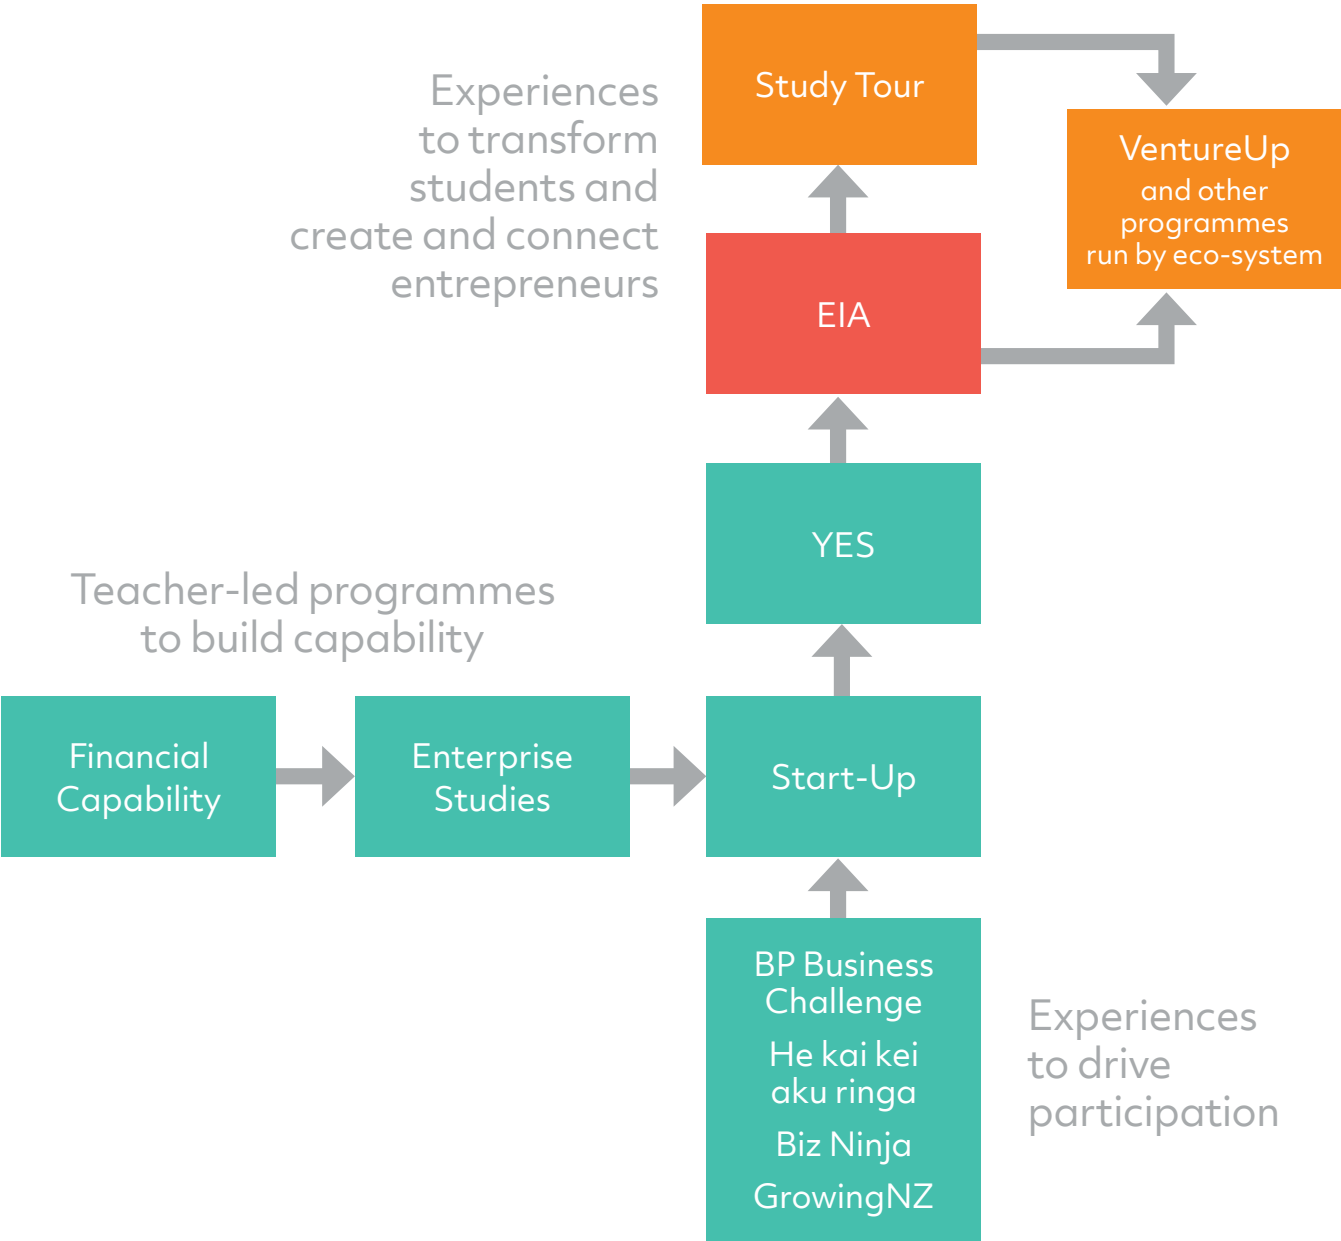 Study Tour
Experiences
to transform
students and
create and connect
entrepreneurs
VentureUp
and other
programmes
run by eco-system
EIA
YES
Teacher-led programmes
to build capability
Financial
Capability
Enterprise
Studies
Start-Up
BP Business
Challenge
He kai kei
aku ringa
Biz Ninja
GrowingNZ
Experiences
to drive
participation